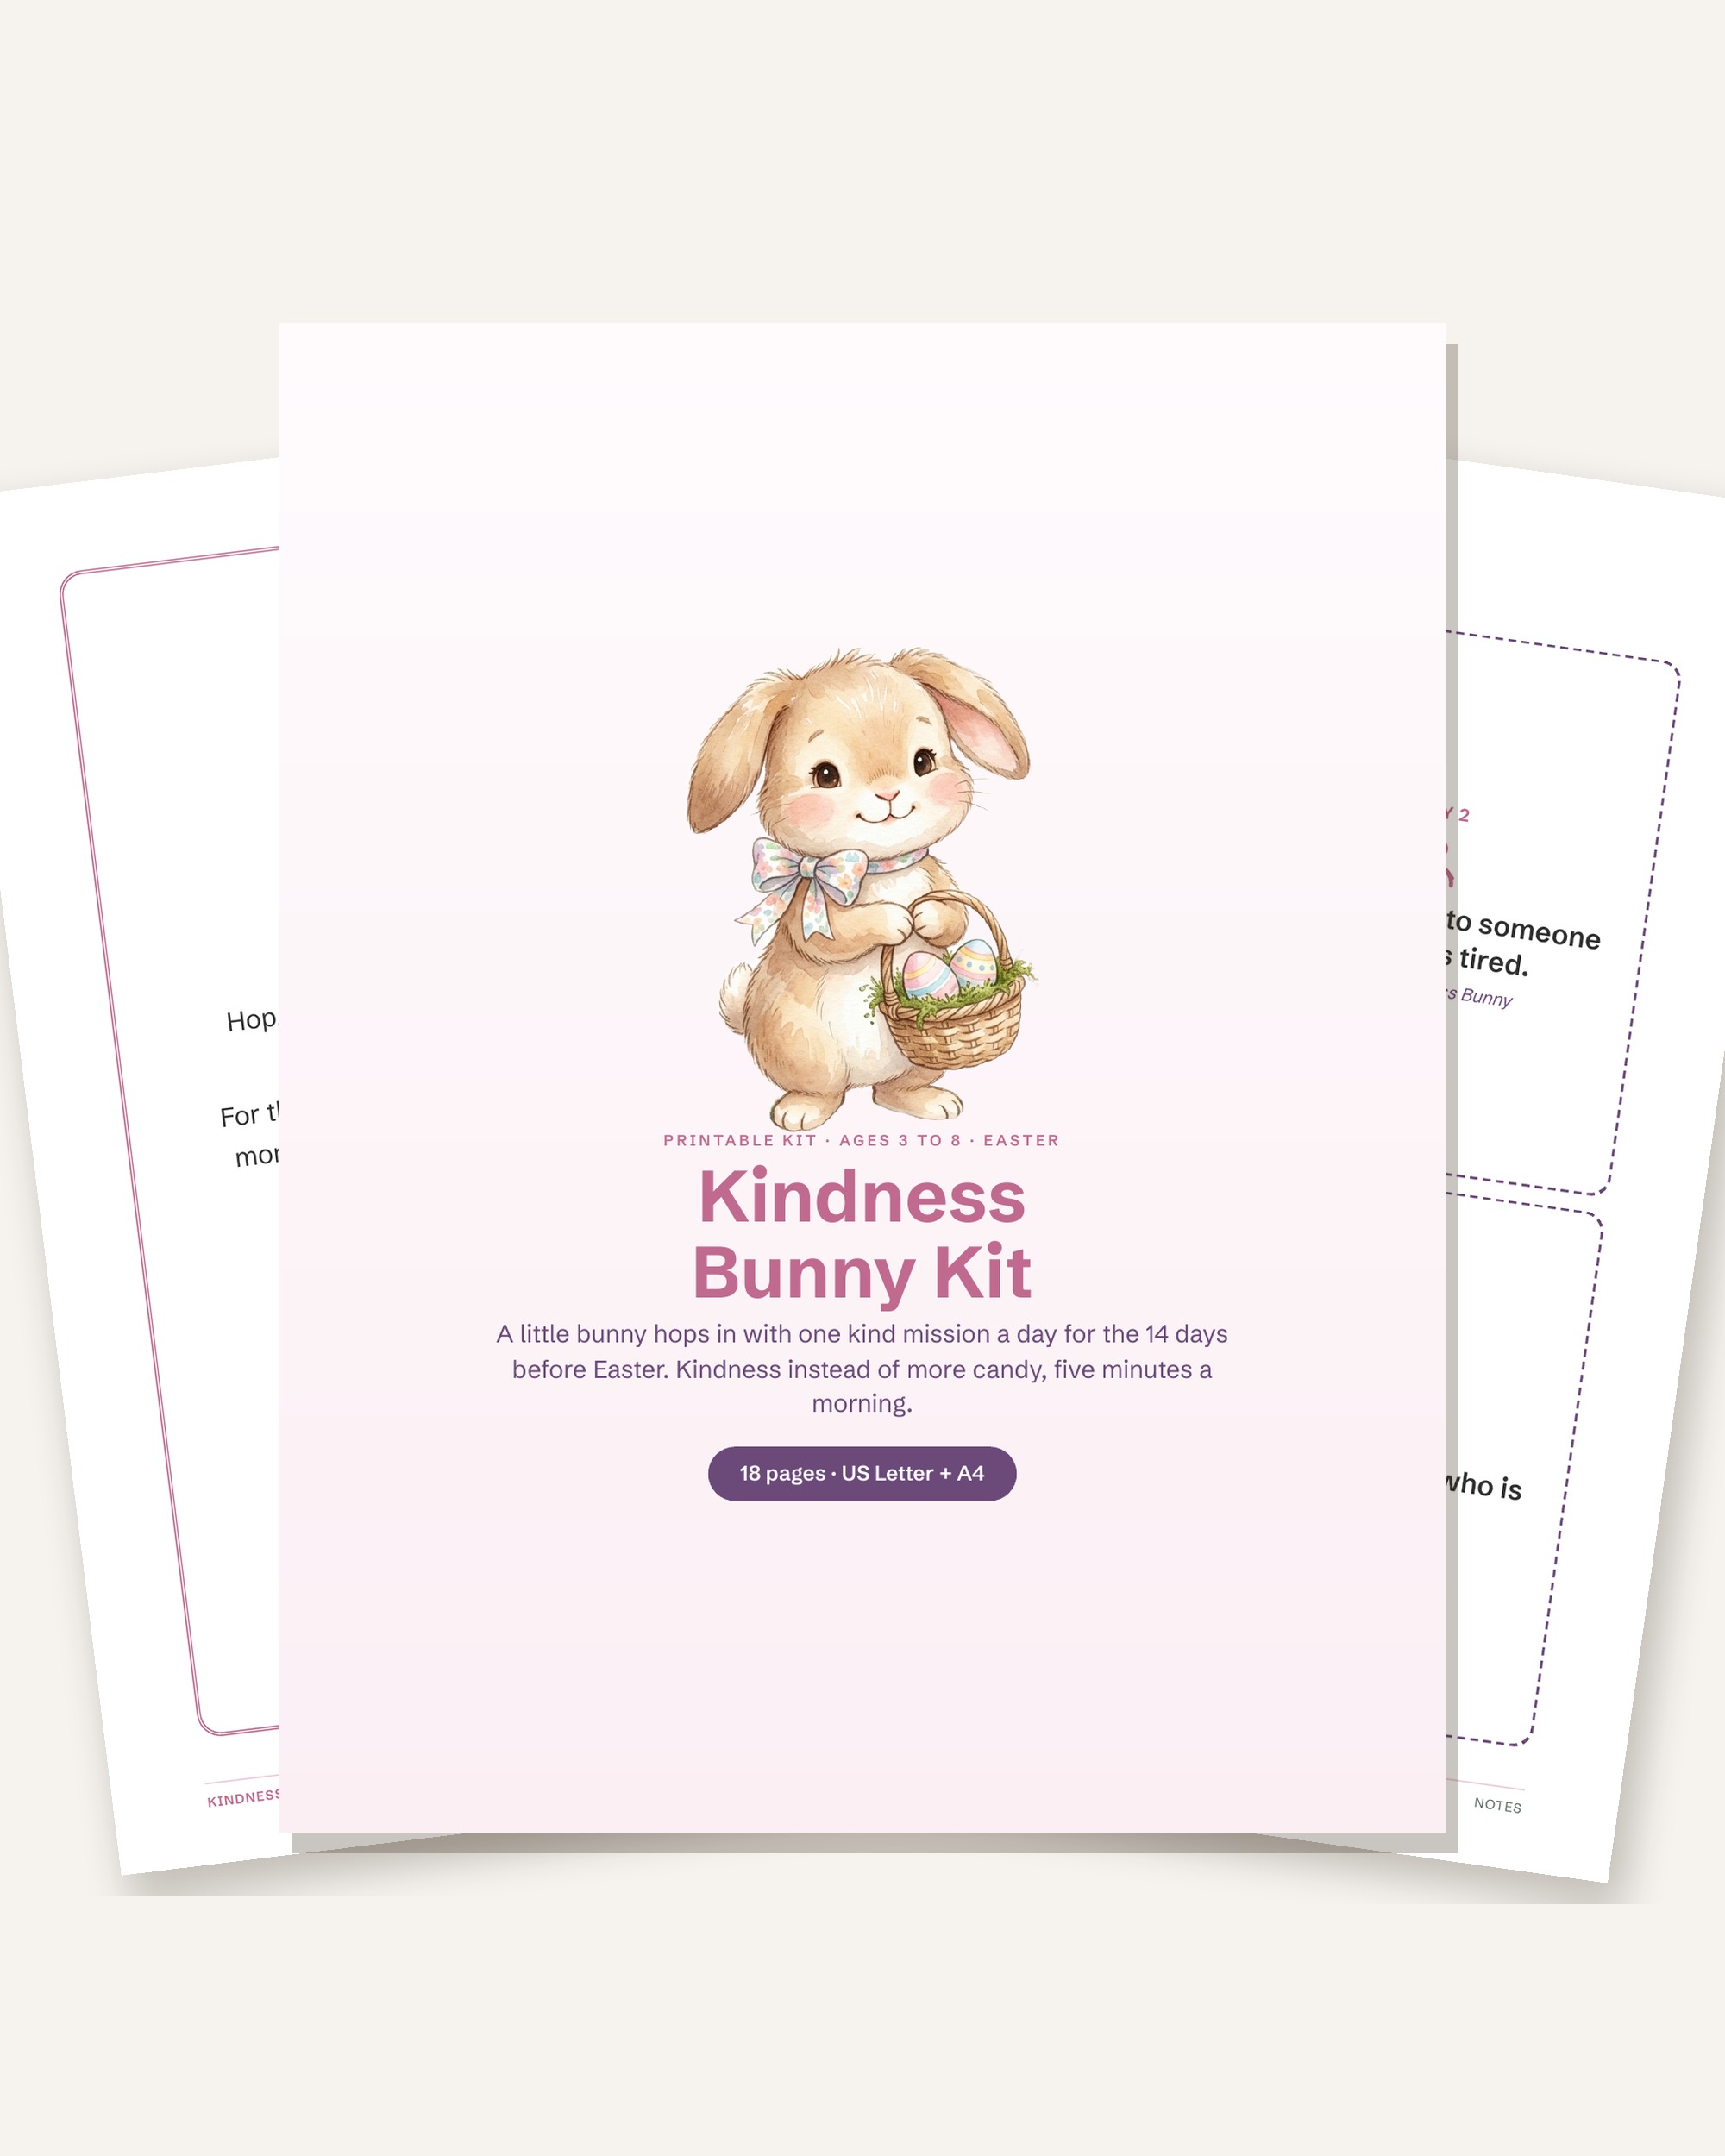 Hop.
For
PRINTABLE KIT · AGES 3 TO 8 · EASTER
Kindness
Bunny Kit
A little bunny hops in with one kind mission a day for the 14 days
before Easter. Kindness instead of more candy, five minutes a
morning.
18 pages · US Letter + A4
KINDNESS
2
to someone
tired.
Bunny
who is
NOTES